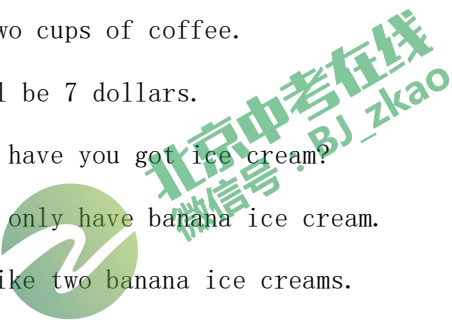 wo cups of coffee.
l be 7 dollars.
have you got ice cream?
only have banana ice cream.
ike two banana ice creams.
北京中考在线
微信号：BJ_zkao